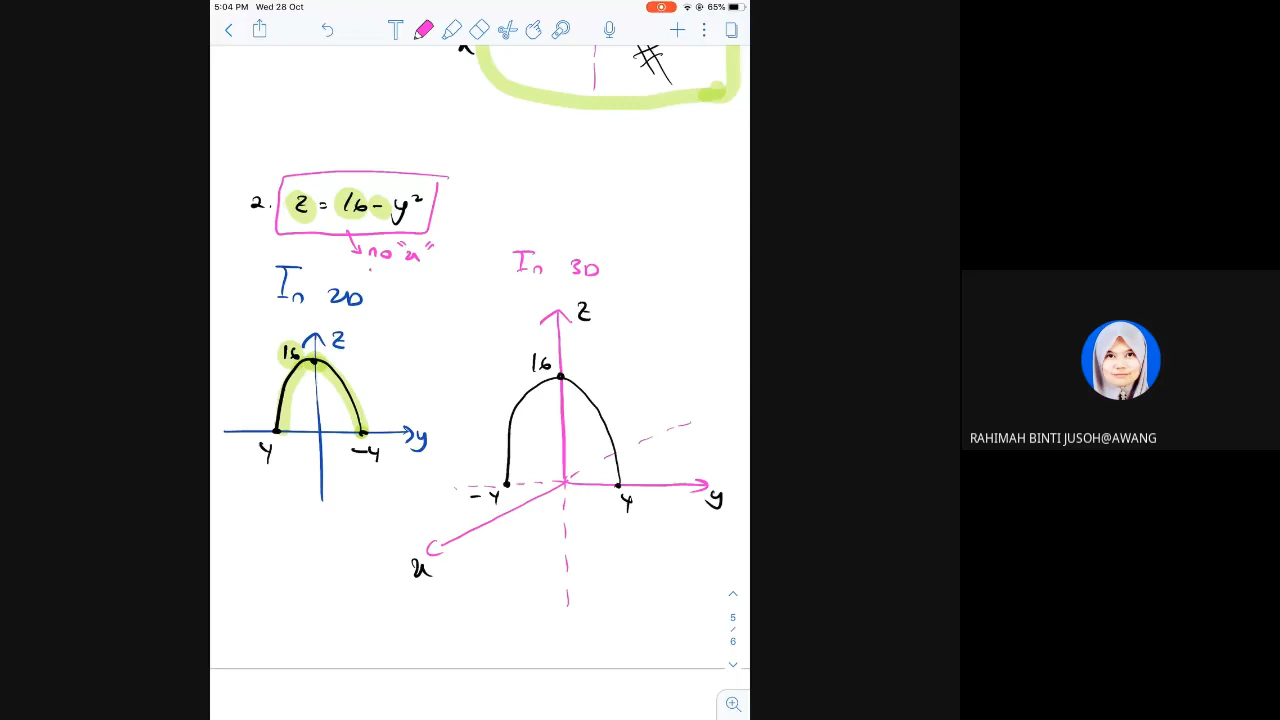 5:04 PM Wed 28 Oct
65%
T
x
#
2. z = 16 - y²
no "x"
In 2D
In 3D
z
16
y
4
-4
z
16
-4
4
y
x
5
/
6
RAHIMAH BINTI JUSOH@AWANG